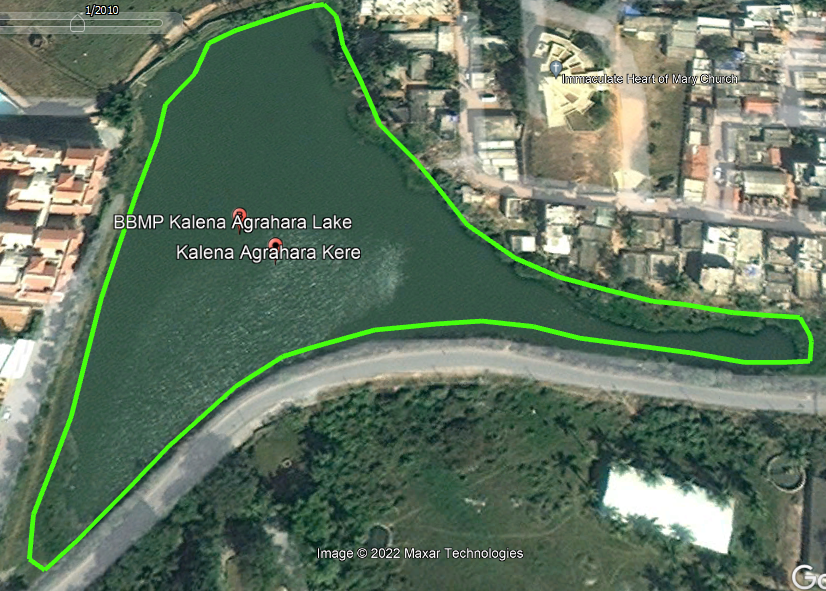 1/2010
Immaculate Heart of Mary Church
BBMP Kalena Agrahara Lake
Kalena Agrahara Kere
Image © 2022 Maxar Technologies